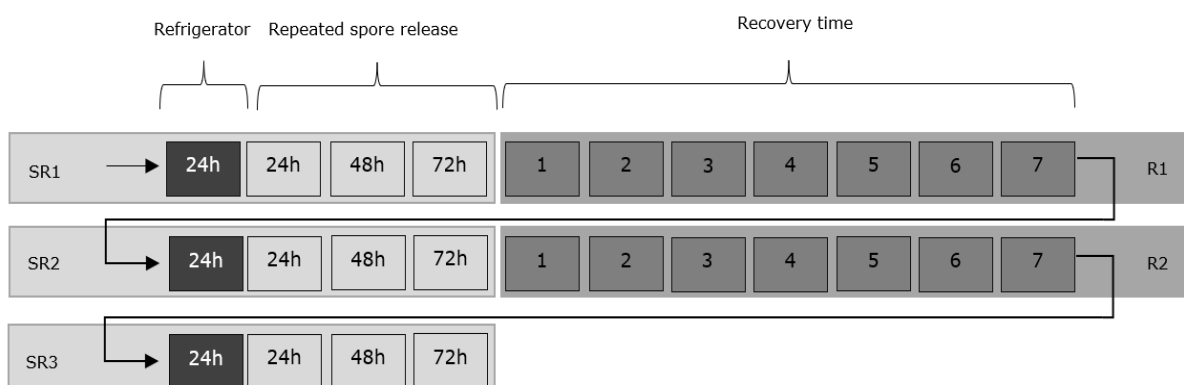 Refrigerator Repeated spore release Recovery time
SR1 24h 24h 48h 72h 1 2 3 4 5 6 7 R1
SR2 24h 24h 48h 72h 1 2 3 4 5 6 7 R2
SR3 24h 24h 48h 72h